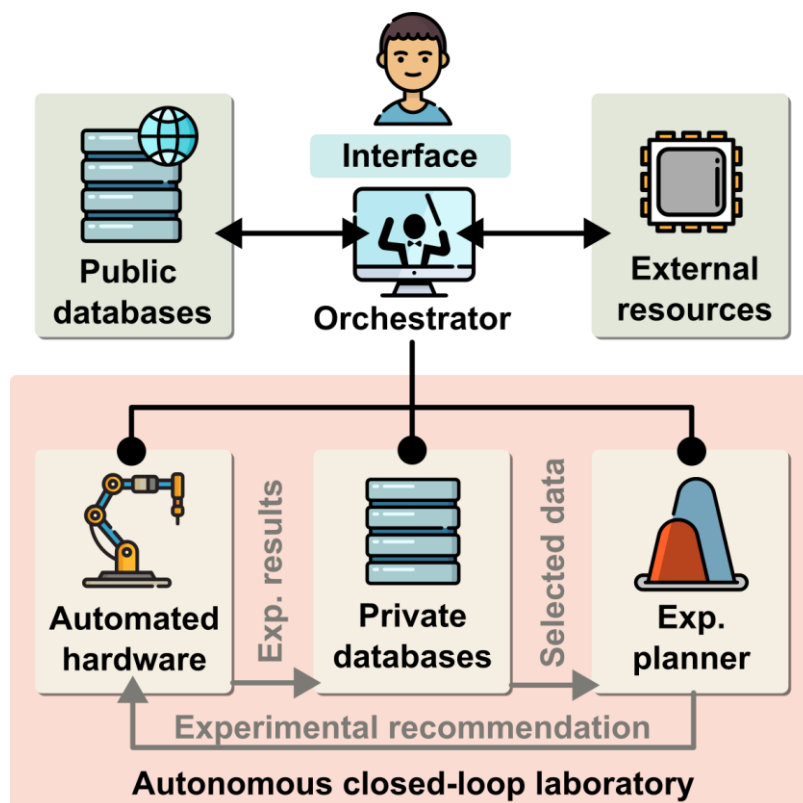 Interface
Public
databases
Orchestrator
External
resources
Automated
hardware
Exp. results
Private
databases
Selected data
Exp.
planner
Experimental recommendation
Autonomous closed-loop laboratory